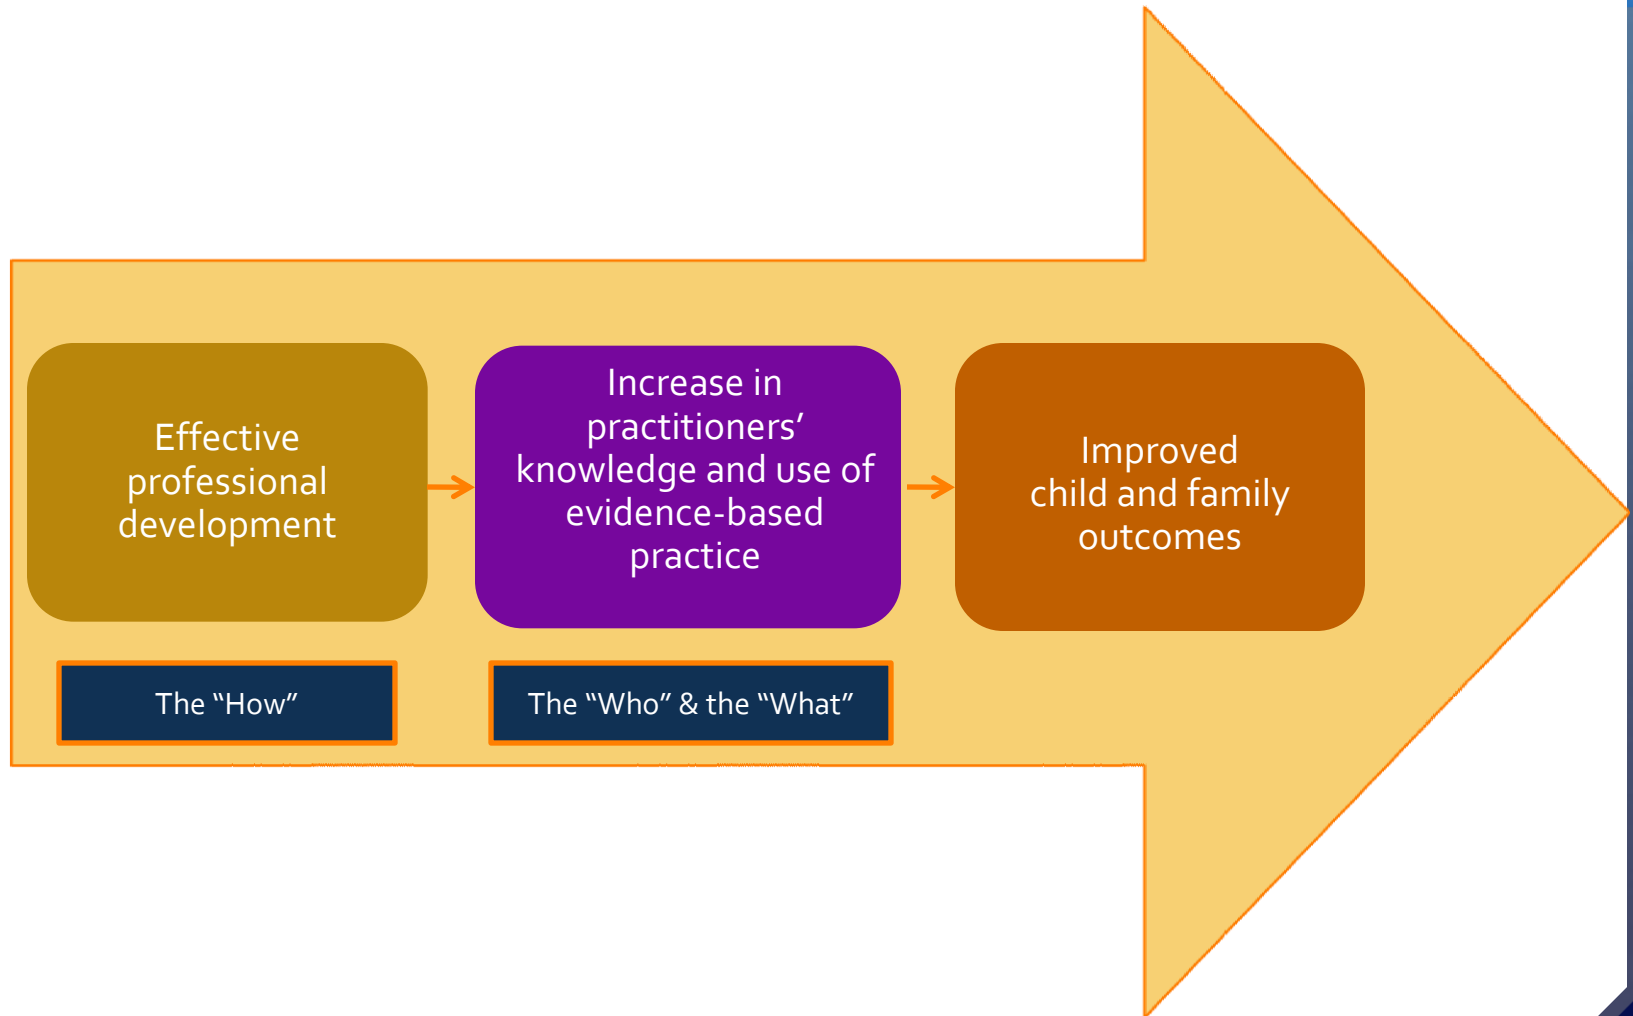 Effective
professional
development
Increase in
practitioners’
knowledge and use of
evidence-based
practice
Improved
child and family
outcomes
The “How”
The “Who” & the “What”